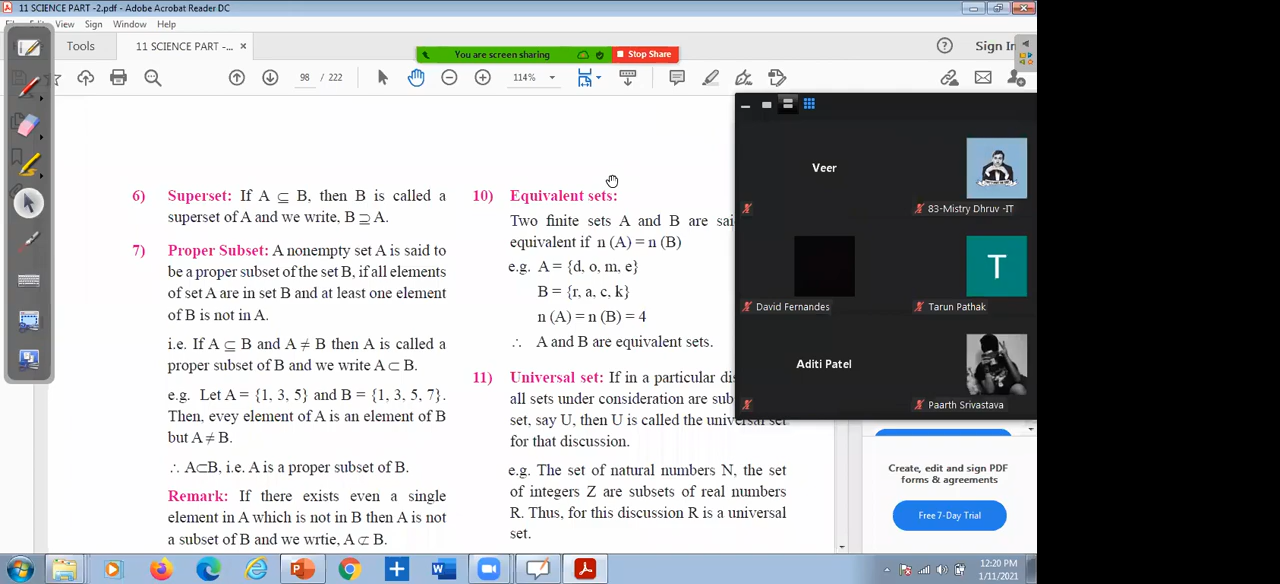 11 SCIENCE PART -2.pdf - Adobe Acrobat Reader DC
View Sign Window Help
Tools
11 SCIENCE PART -... ×
You are screen sharing
Stop Share
Sign In
98 / 222
114%
6) Superset: If A ⊆ B, then B is called a
superset of A and we write, B ⊇ A.
7) Proper Subset: A nonempty set A is said to
be a proper subset of the set B, if all elements
of set A are in set B and at least one element
of B is not in A.
i.e. If A ⊆ B and A ≠ B then A is called a
proper subset of B and we write A ⊂ B.
e.g. Let A = {1, 3, 5} and B = {1, 3, 5, 7}.
Then, evey element of A is an element of B
but A ≠ B.
∴ A⊂B, i.e. A is a proper subset of B.
Remark: If there exists even a single
element in A which is not in B then A is not
a subset of B and we wrtie, A ⊄ B.
10) Equivalent sets:
Two finite sets A and B are said
equivalent if n (A) = n (B)
e.g. A = {d, o, m, e}
B = {r, a, c, k}
n (A) = n (B) = 4
∴ A and B are equivalent sets.
11) Universal set: If in a particular
all sets under consideration are
set, say U, then U is called the universal set
for that discussion.
e.g. The set of natural numbers N, the set
of integers Z are subsets of real numbers
R. Thus, for this discussion R is a universal
set.
Veer
83-Mistry Dhruv -IT
David Fernandes
T
Tarun Pathak
Aditi Patel
Paarth Srivastava
Create, edit and sign PDF
forms & agreements
Free 7-Day Trial
12:20 PM
1/11/2021